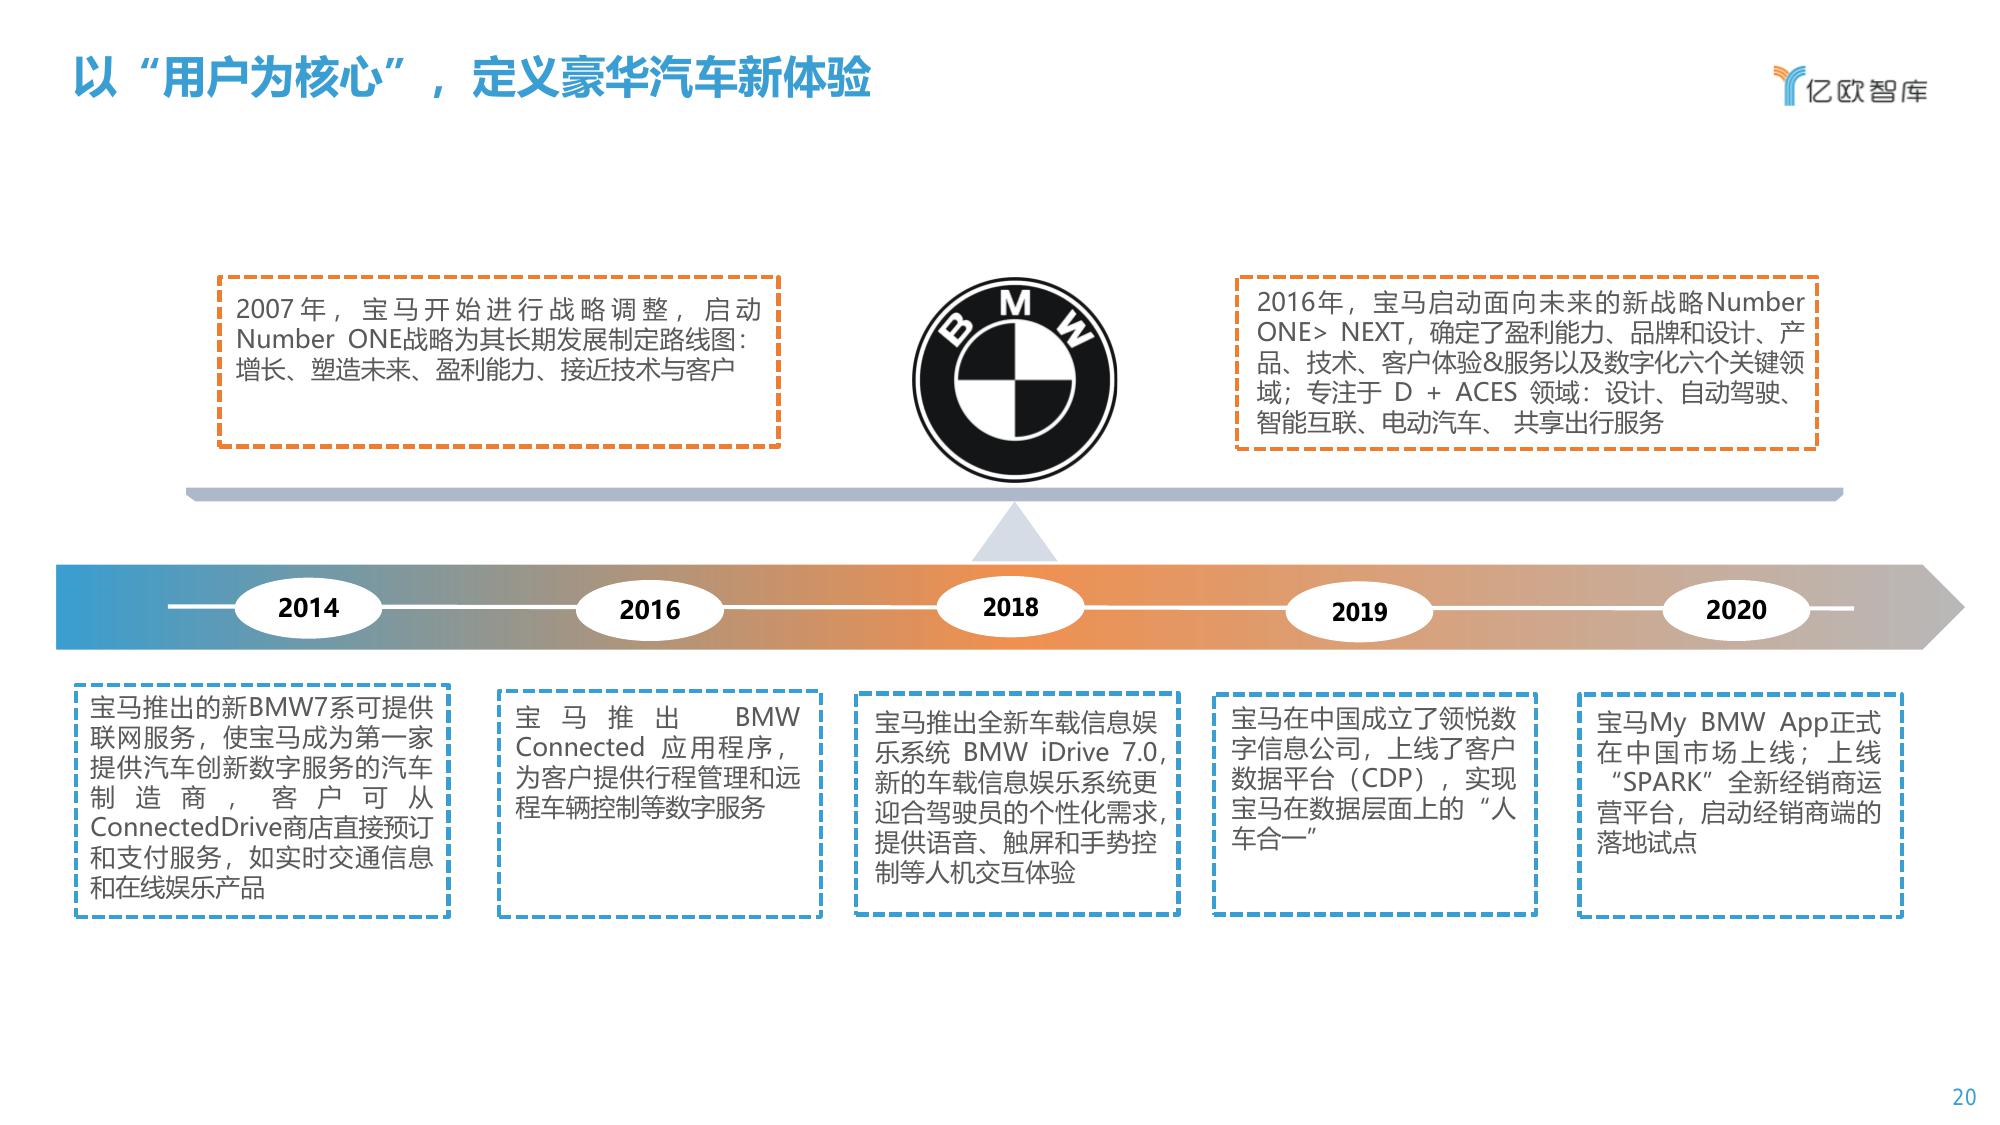 以“用户为核心”，定义豪华汽车新体验
亿欧智库
2007年，宝马开始进行战略调整，启动
Number ONE战略为其长期发展制定路线图：
增长、塑造未来、盈利能力、接近技术与客户
B M W
2016年，宝马启动面向未来的新战略Number
ONE> NEXT，确定了盈利能力、品牌和设计、产
品、技术、客户体验&服务以及数字化六个关键领
域；专注于 D + ACES 领域：设计、自动驾驶、
智能互联、电动汽车、 共享出行服务
2014
2016
2018
2019
2020
宝马推出的新BMW7系可提供
联网服务，使宝马成为第一家
提供汽车创新数字服务的汽车
制造商，客户可从
ConnectedDrive商店直接预订
和支付服务，如实时交通信息
和在线娱乐产品
宝马推出 BMW
Connected 应用程序，
为客户提供行程管理和远
程车辆控制等数字服务
宝马推出全新车载信息娱
乐系统 BMW iDrive 7.0，
新的车载信息娱乐系统更
迎合驾驶员的个性化需求，
提供语音、触屏和手势控
制等人机交互体验
宝马在中国成立了领悦数
字信息公司，上线了客户
数据平台（CDP），实现
宝马在数据层面上的“人
车合一”
宝马My BMW App正式
在中国市场上线；上线
“SPARK”全新经销商运
营平台，启动经销商端的
落地试点
20